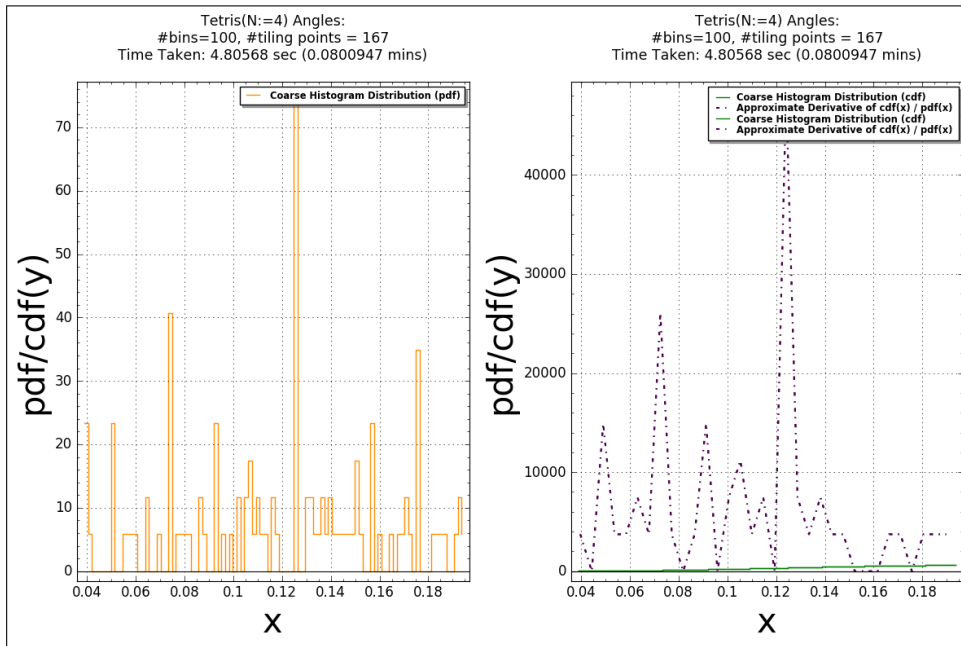 Tetris(N:=4) Angles:
#bins=100, #tiling points = 167
Time Taken: 4.80568 sec (0.0800947 mins)
Coarse Histogram Distribution (pdf)
70
60
50
40
30
20
10
0
pdf/cdf(y)
0.04 0.06 0.08 0.1 0.12 0.14 0.16 0.18
x
Tetris(N:=4) Angles:
#bins=100, #tiling points = 167
Time Taken: 4.80568 sec (0.0800947 mins)
Coarse Histogram Distribution (cdf)
Approximate Derivative of cdf(x) / pdf(x)
Coarse Histogram Distribution (cdf)
Approximate Derivative of cdf(x) / pdf(x)
40000
30000
20000
10000
0
pdf/cdf(y)
0.04 0.06 0.08 0.1 0.12 0.14 0.16 0.18
x